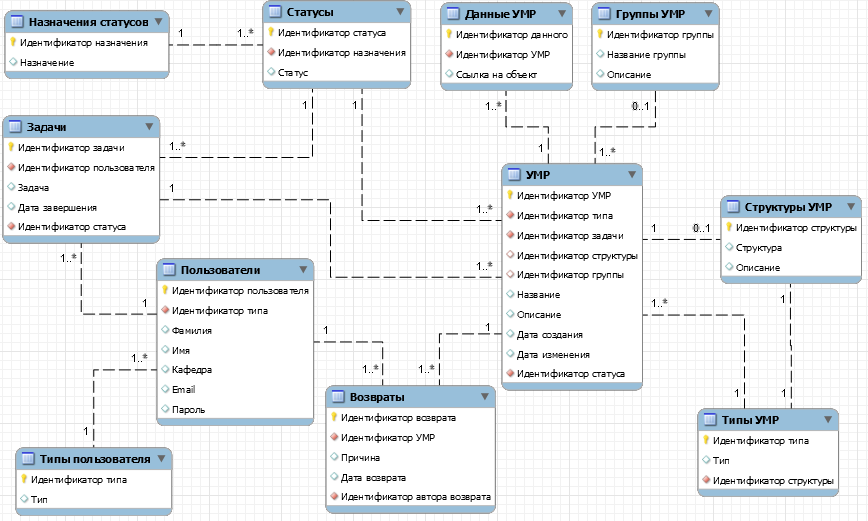 Назначения статусов
Идентификатор назначения
Назначение
1
1..*
Статусы
Идентификатор статуса
Идентификатор назначения
Статус
1
1
Данные УМР
Идентификатор данного
Идентификатор УМР
Ссылка на объект
1..*
1
Группы УМР
Идентификатор группы
Название группы
Описание
0..1
1..*
Задачи
Идентификатор задачи
Идентификатор пользователя
Задача
Дата завершения
Идентификатор статуса
1..*
1
1..*
УМР
Идентификатор УМР
Идентификатор типа
Идентификатор задачи
Идентификатор структуры
Идентификатор группы
Название
Описание
Дата создания
Дата изменения
Идентификатор статуса
1..*
1..*
1
1
0..1
1..*
Структуры УМР
Идентификатор структуры
Структура
Описание
1
Пользователи
Идентификатор пользователя
Идентификатор типа
Фамилия
Имя
Кафедра
Email
Пароль
1
1
1..*
Типы пользователя
Идентификатор типа
Тип
1
Возвраты
Идентификатор возврата
Идентификатор УМР
Причина
Дата возврата
Идентификатор автора возврата
1..*
1..*
Типы УМР
Идентификатор типа
Тип
Идентификатор структуры
1
1